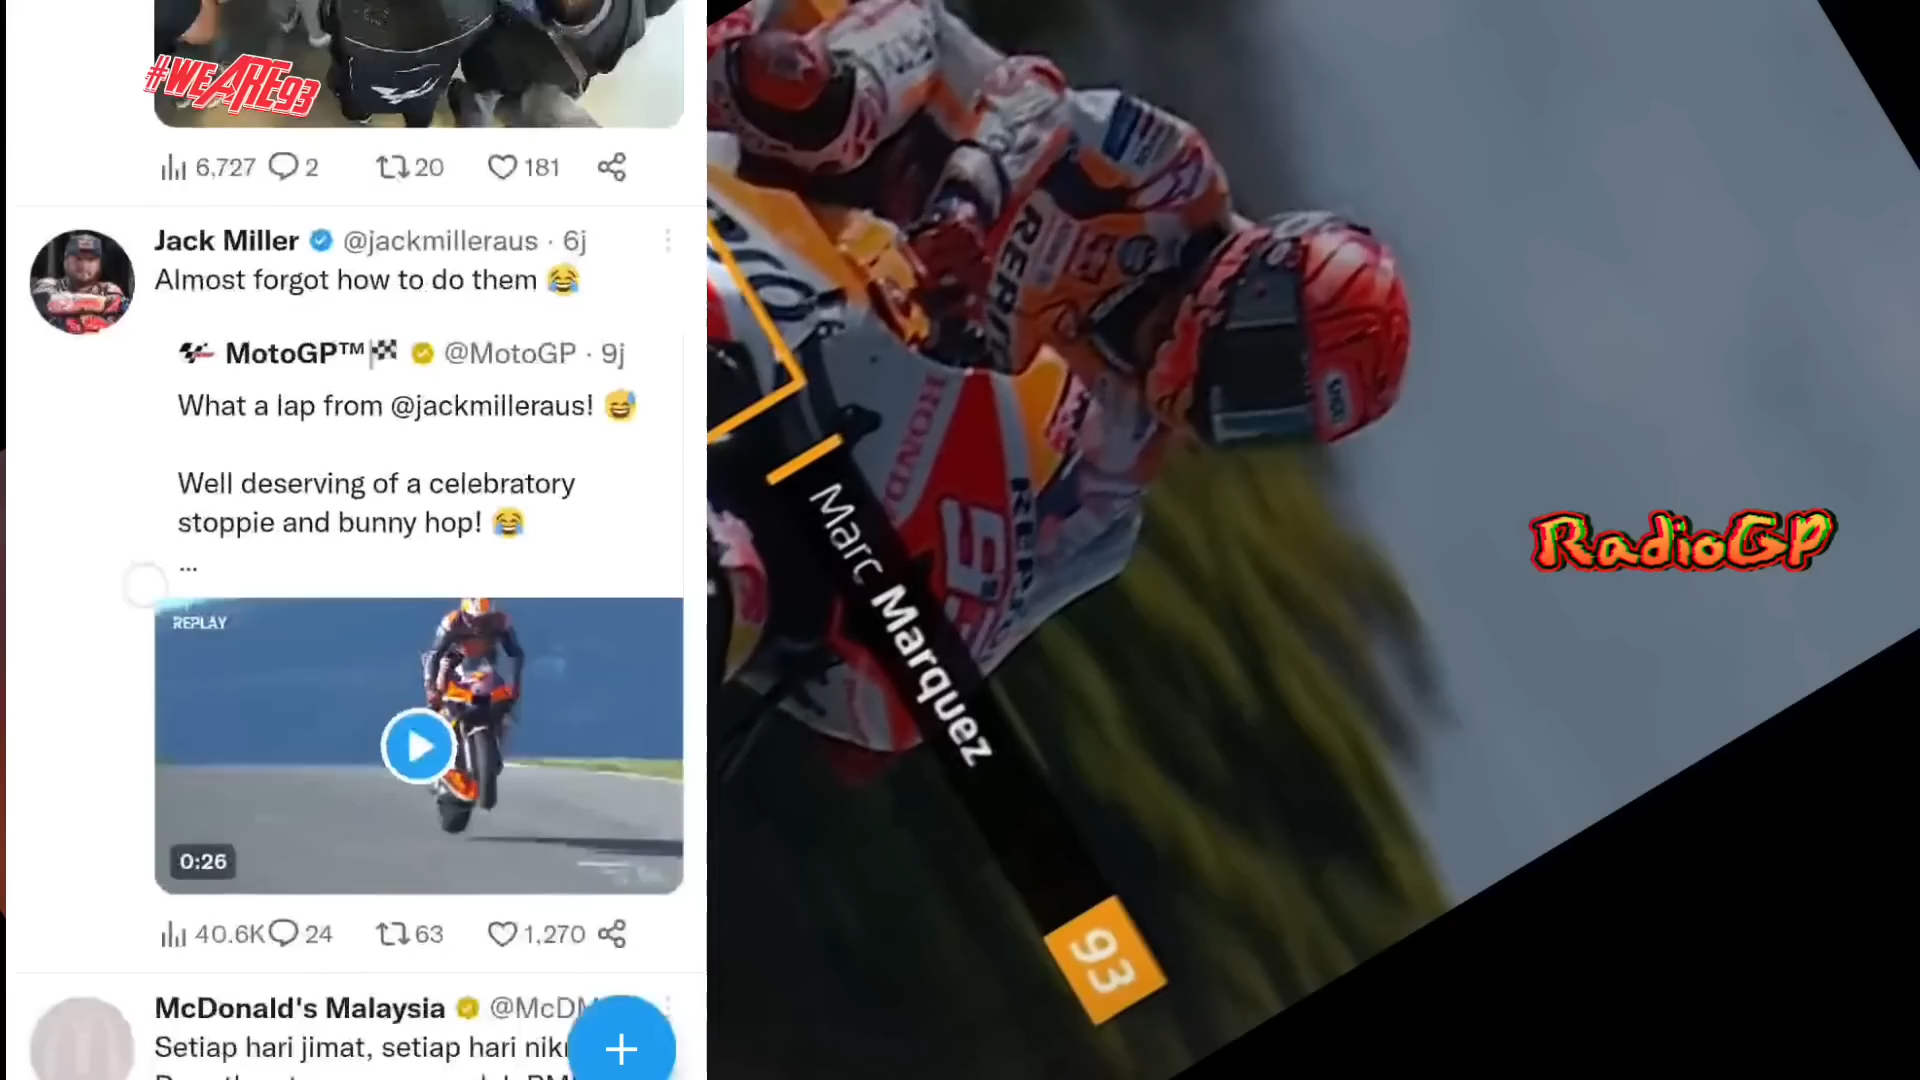 #WEARE93
6,727 2 20 181
Jack Miller @jackmilleraus · 6j
Almost forgot how to do them 😂
MotoGP™🏁 @MotoGP · 9j
What a lap from @jackmilleraus! 😅
Well deserving of a celebratory
stoppie and bunny hop! 😂
...
REPLAY
0:26
40.6K 24 63 1,270
McDonald's Malaysia @McD
Setiap hari jimat, setiap hari
REPSOL
HONDA
Marc Marquez
93
RadioGP